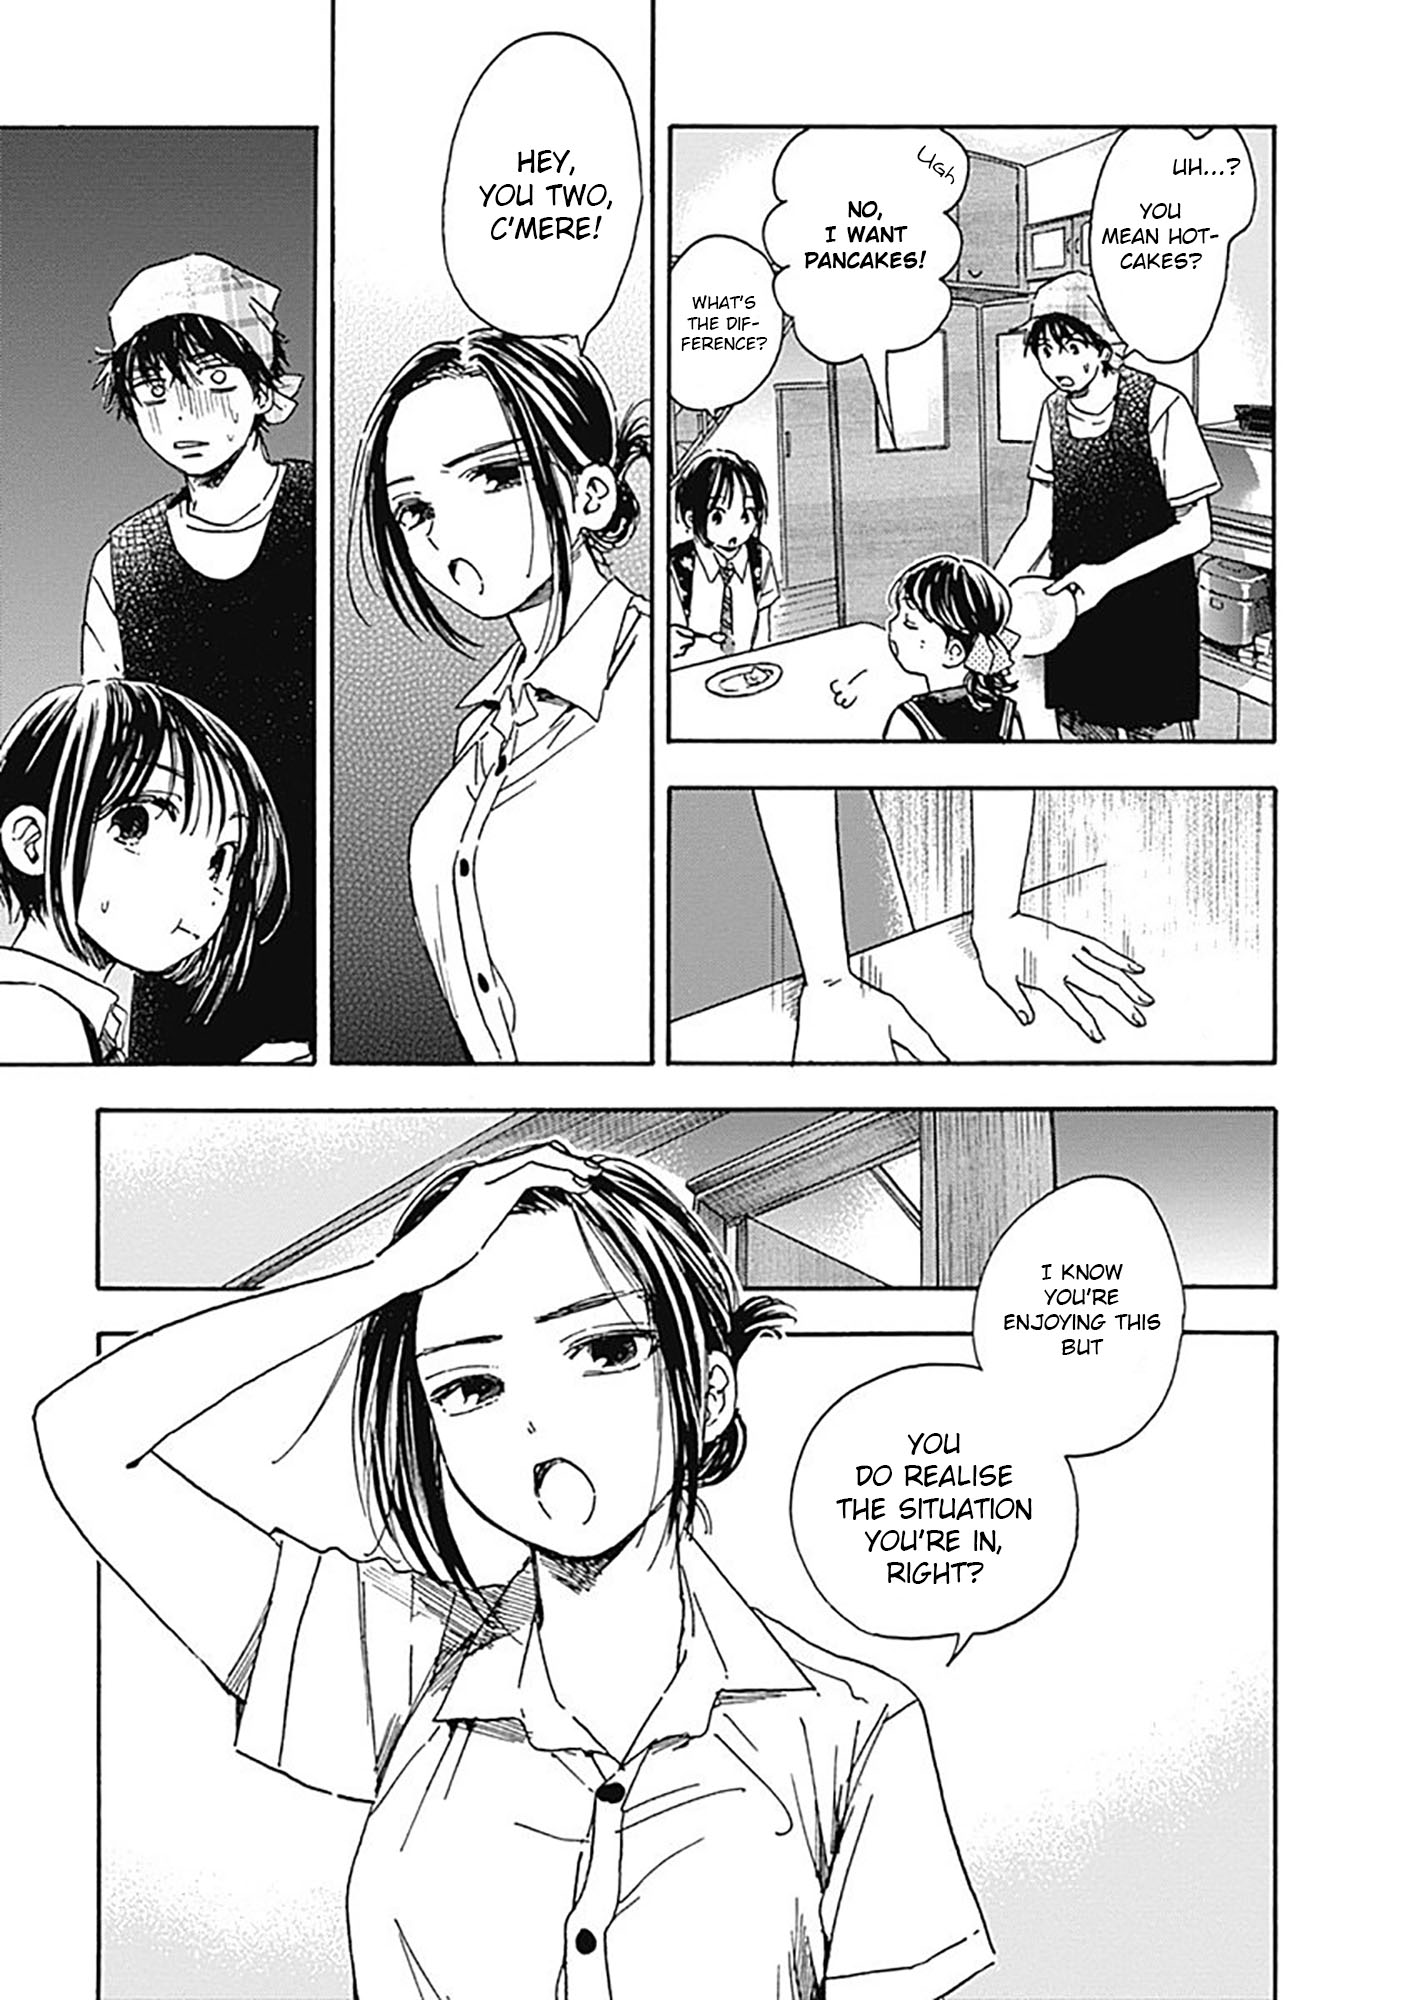 UH...?
YOU
MEAN HOT-
CAKES?
UGH
NO,
I WANT
PANCAKES!
WHAT'S
THE DIF-
FERENCE?
HEY,
YOU TWO,
C'MERE!
I KNOW
YOU'RE
ENJOYING THIS
BUT
YOU
DO REALISE
THE SITUATION
YOU'RE IN,
RIGHT?